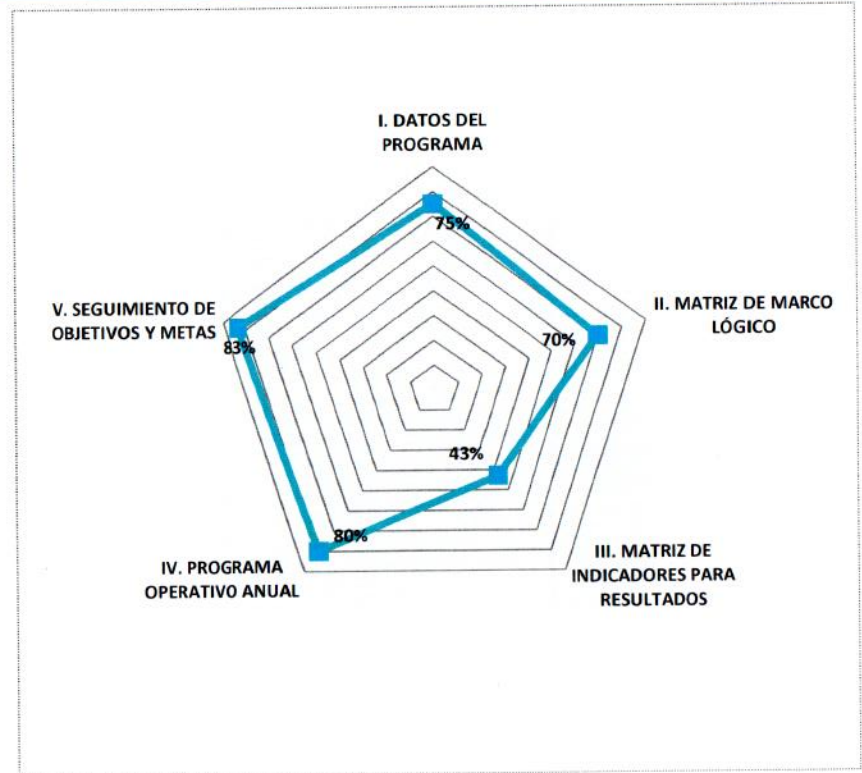 I. DATOS DEL
PROGRAMA
75%
II. MATRIZ DE MARCO
LÓGICO
70%
V. SEGUIMIENTO DE
OBJETIVOS Y METAS
83%
43%
80%
IV. PROGRAMA
OPERATIVO ANUAL
III. MATRIZ DE
INDICADORES PARA
RESULTADOS